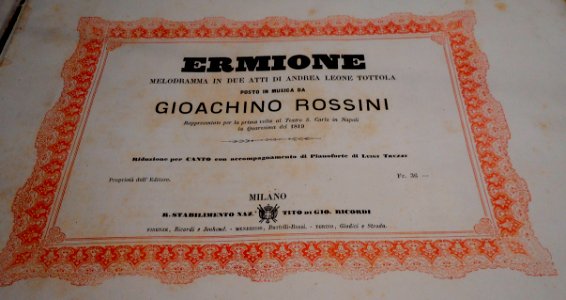 ERMIONE
MELODRAMMA IN DUE ATTI DI ANDREA LEONE TOTTOLA
POSTO IN MUSICA DA
GIOACHINO ROSSINI
Rappresentato per la prima volta al Teatro S. Carlo in Napoli
la Quaresima del 1819
Riduzione per CANTO con accompagnamento di Pianoforte di LUIGI TRUZZI
Proprietà dell' Editore. Fr. 36 —
MILANO
R. STABILIMENTO NAZ. TITO DI GIO. RICORDI
FIRENZE, Ricordi e Jouhaud. - MENDRISIO, Bustelli-Rossi. - TORINO, Giudici e Strada.